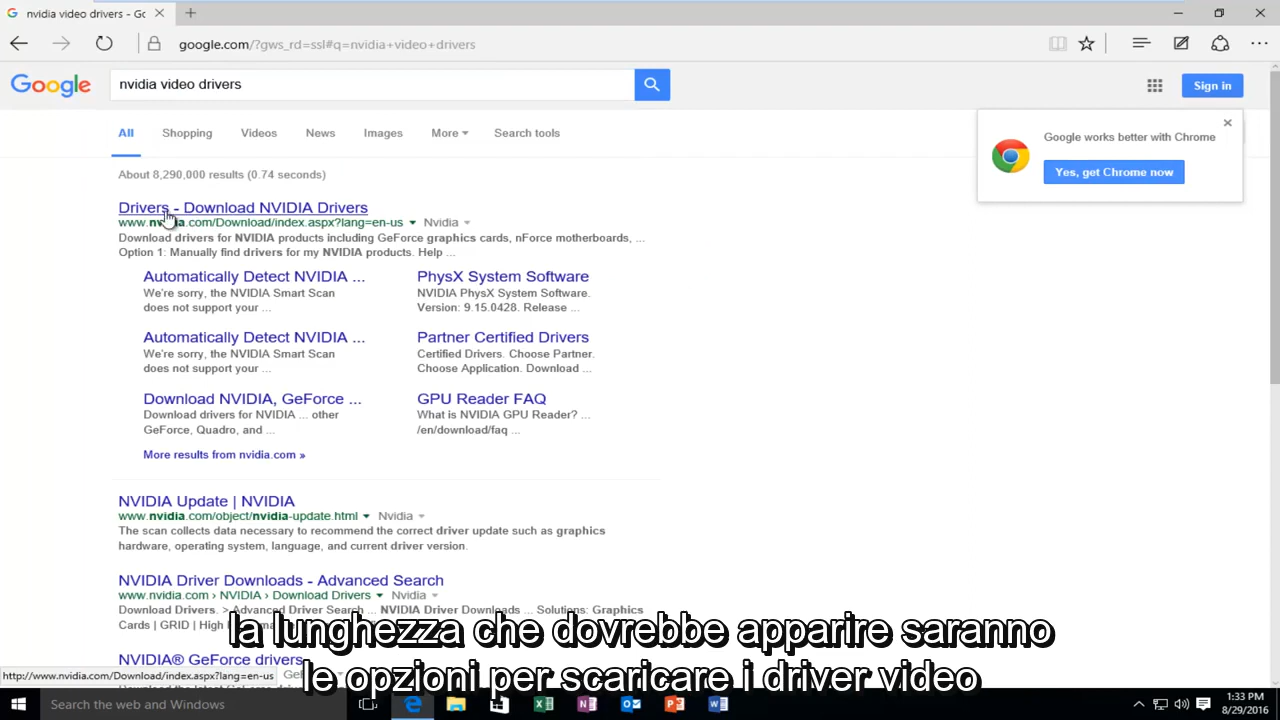 nvidia video drivers - Go
google.com/?gws_rd=ssl#q=nvidia+video+drivers
Google
nvidia video drivers
Sign in
All Shopping Videos News Images More Search tools
Google works better with Chrome
Yes, get Chrome now
About 8,290,000 results (0.74 seconds)
Drivers - Download NVIDIA Drivers
www.nvidia.com/Download/index.aspx?lang=en-us Nvidia
Download drivers for NVIDIA products including GeForce graphics cards, nForce motherboards, ...
Option 1: Manually find drivers for my NVIDIA products. Help ...
Automatically Detect NVIDIA ...
We're sorry, the NVIDIA Smart Scan
does not support your ...
PhysX System Software
NVIDIA PhysX System Software.
Version: 9.15.0428. Release ...
Automatically Detect NVIDIA ...
We're sorry, the NVIDIA Smart Scan
does not support your ...
Partner Certified Drivers
Certified Drivers. Choose Partner.
Choose Application. Download ...
Download NVIDIA, GeForce ...
Download drivers for NVIDIA ... other
GeForce, Quadro, and ...
GPU Reader FAQ
What is NVIDIA GPU Reader? ...
/en/download/faq ...
More results from nvidia.com »
NVIDIA Update | NVIDIA
www.nvidia.com/object/nvidia-update.html Nvidia
The scan collects data necessary to recommend the correct driver update such as graphics
hardware, operating system, language, and current driver version.
NVIDIA Driver Downloads - Advanced Search
www.nvidia.com › NVIDIA › Download Drivers Nvidia
Download Drivers. > Advanced Driver Search ... NVIDIA Driver Downloads ... Solutions: Graphics
Cards | GRID | High
NVIDIA® GeForce drivers
la lunghezza che dovrebbe apparire saranno
le opzioni per scaricare i driver video
http://www.nvidia.com/Download/index.aspx?lang=en-us
Search the web and Windows
1:33 PM
8/29/2016